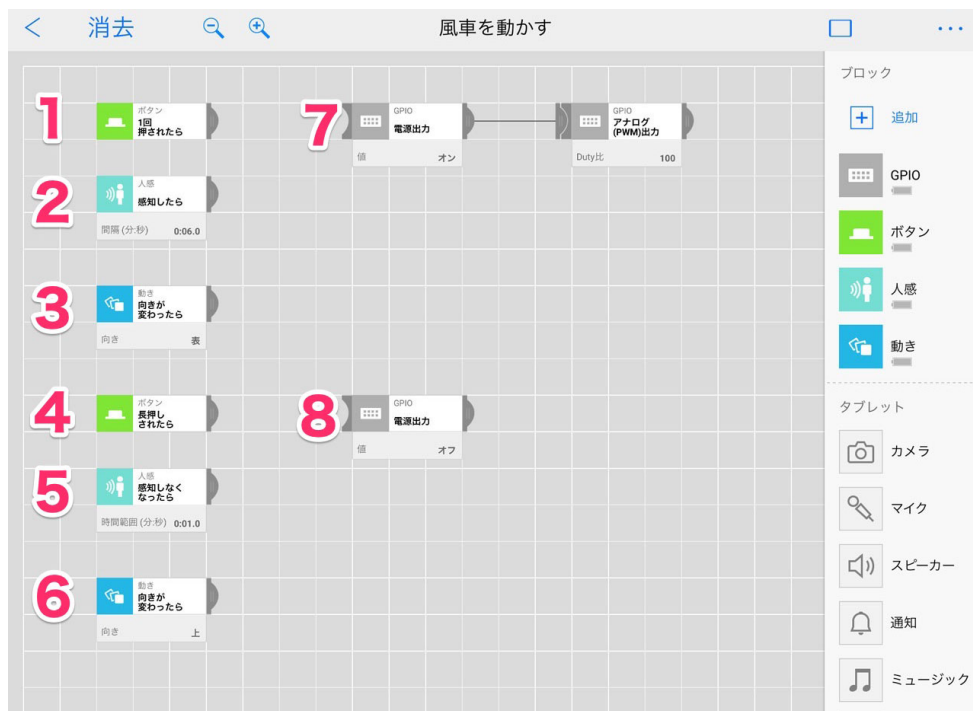 消去
風車を動かす
1
ボタン
1回
押されたら
7
GPIO
電源出力
値 オン
GPIO
アナログ
(PWM)出力
Duty比 100
2
人感
感知したら
間隔(分:秒) 0:06.0
3
動き
向きが
変わったら
向き 表
4
ボタン
長押し
されたら
8
GPIO
電源出力
値 オフ
5
人感
感知しなく
なったら
時間範囲(分:秒) 0:01.0
6
動き
向きが
変わったら
向き 上
ブロック
追加
GPIO
ボタン
人感
動き
タブレット
カメラ
マイク
スピーカー
通知
ミュージック